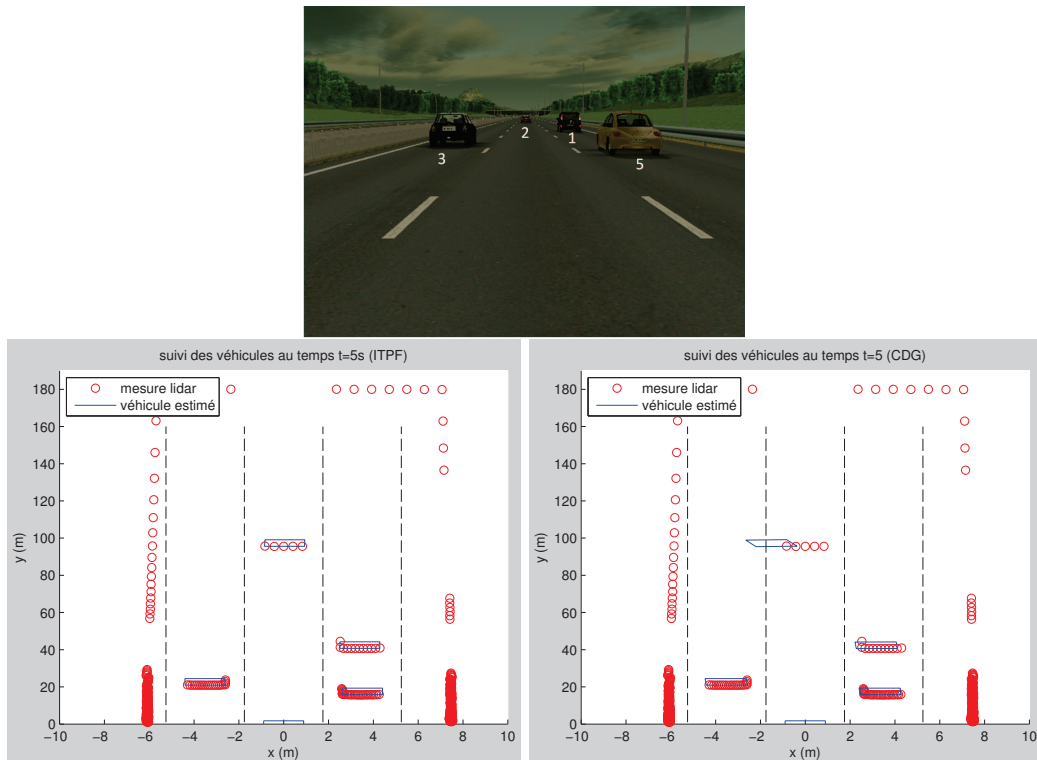 2
1
3
5
suivi des véhicules au temps t=5s (ITPF)
mesure lidar
véhicule estimé
180
160
140
120
100
80
60
40
20
0
y (m)
−10 −8 −6 −4 −2 0 2 4 6 8 10
x (m)
suivi des véhicules au temps t=5 (CDG)
mesure lidar
véhicule estimé
180
160
140
120
100
80
60
40
20
0
y (m)
−10 −8 −6 −4 −2 0 2 4 6 8 10
x (m)